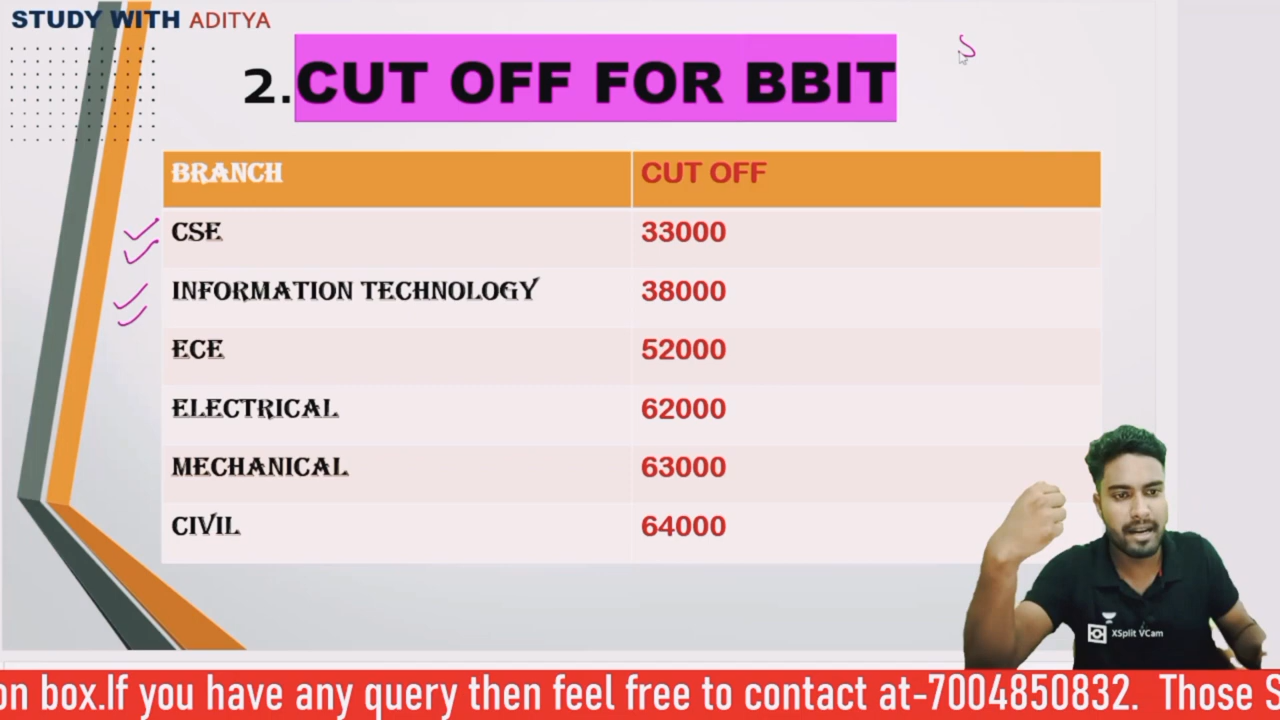 STUDY WITH ADITYA
2.CUT OFF FOR BBIT
BRANCH CUT OFF
CSE 33000
INFORMATION TECHNOLOGY 38000
ECE 52000
ELECTRICAL 62000
MECHANICAL 63000
CIVIL 64000
XSplit VCam
on box.If you have any query then feel free to contact at-7004850832. Those S